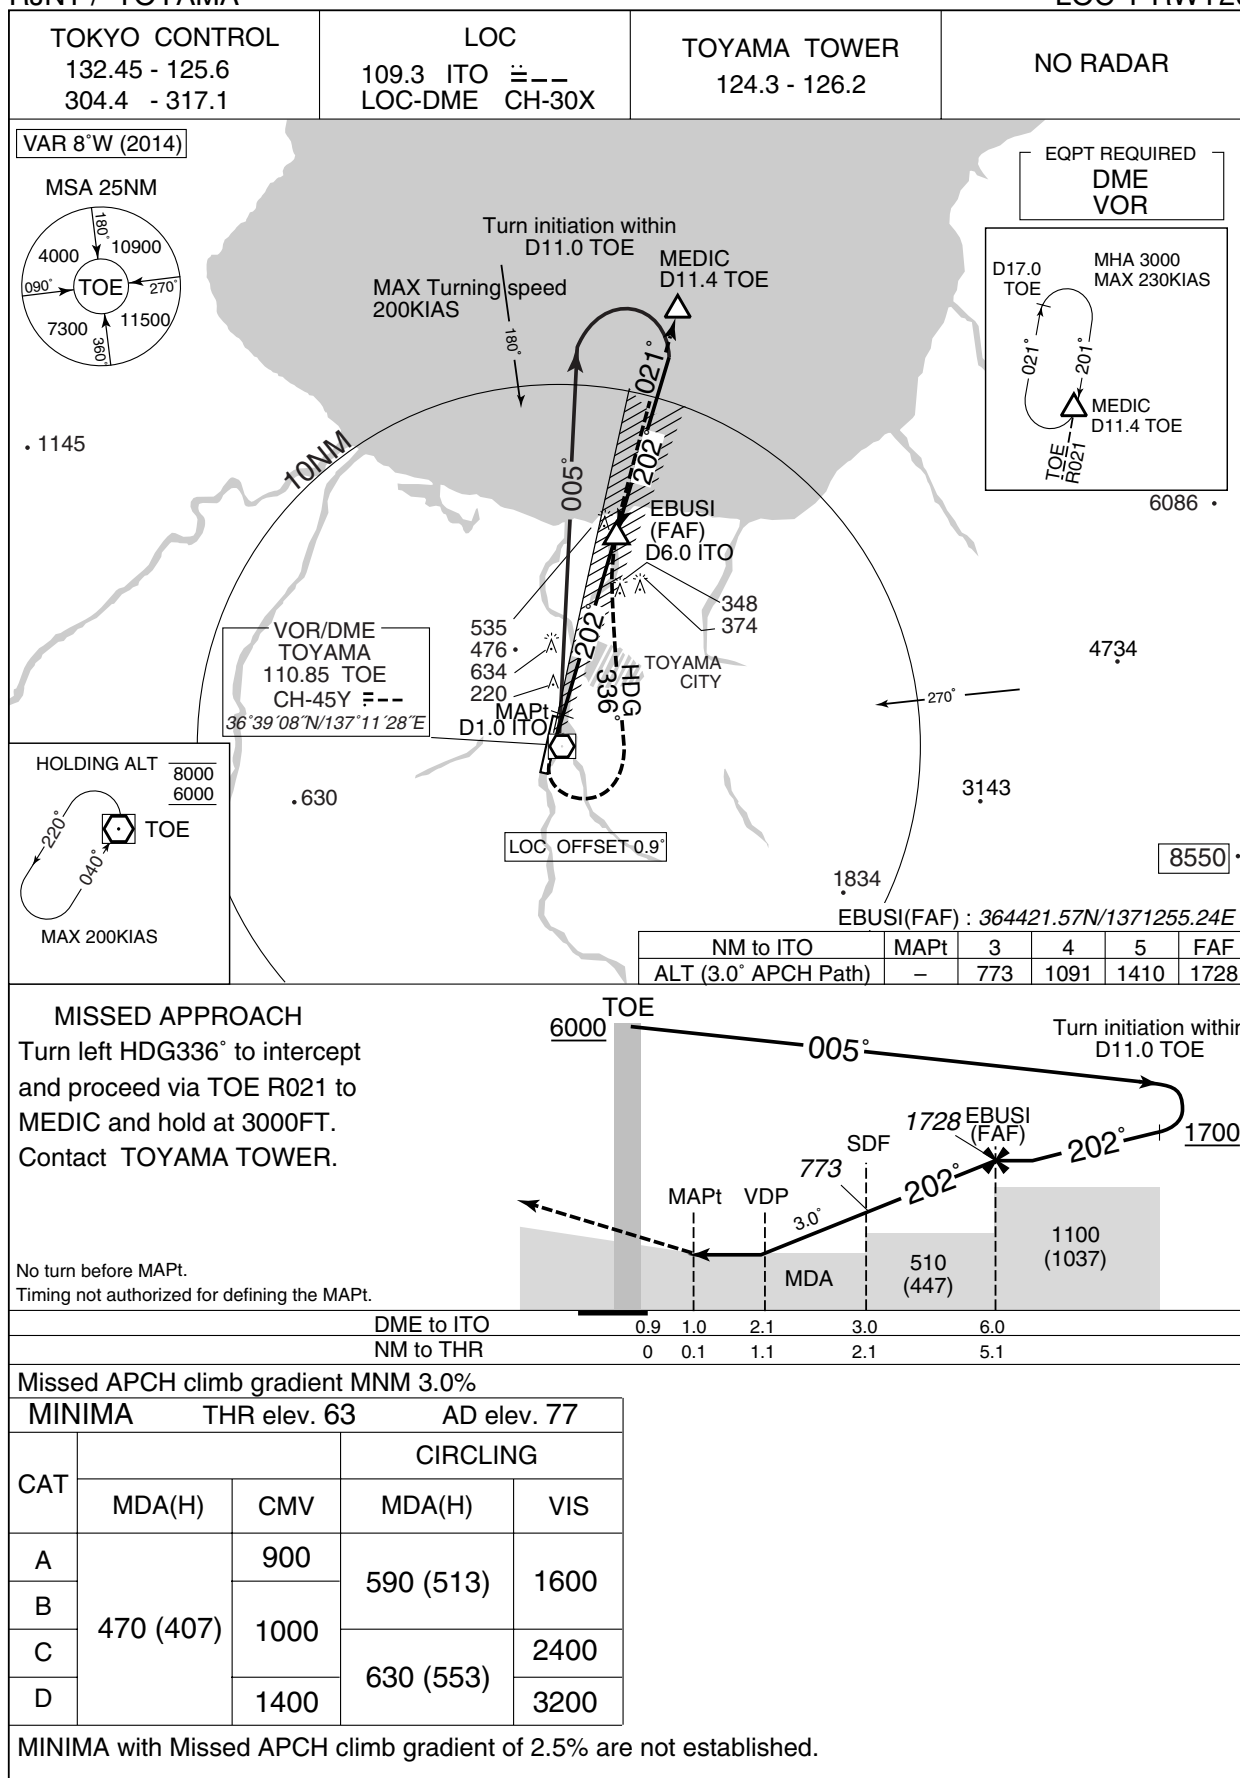 RJNT / TOYAMA
LOC Y RWY20
TOKYO CONTROL
132.45 - 125.6
304.4 - 317.1
LOC
109.3 ITO
LOC-DME CH-30X
TOYAMA TOWER
124.3 - 126.2
NO RADAR
VAR 8°W (2014)
MSA 25NM
180°
4000
10900
090°
TOE
270°
7300
11500
360°
Turn initiation within
D11.0 TOE
MEDIC
D11.4 TOE
MAX Turning speed
200KIAS
180°
EQPT REQUIRED
DME
VOR
D17.0
TOE
MHA 3000
MAX 230KIAS
021°
201°
MEDIC
D11.4 TOE
TOE
R021
1145
10NM
005°
021°
202°
6086
EBUSI
(FAF)
D6.0 ITO
348
374
535
476
634
220
202°
HDG
336°
TOYAMA
CITY
4734
VOR/DME
TOYAMA
110.85 TOE
CH-45Y
36°39´08˝N/137°11´28˝E
MAPt
D1.0 ITO
270°
HOLDING ALT
8000
6000
220°
040°
TOE
MAX 200KIAS
630
3143
LOC OFFSET 0.9°
8550
1834
EBUSI(FAF) : 364421.57N/1371255.24E
NM to ITO MAPt 3 4 5 FAF
ALT (3.0° APCH Path) – 773 1091 1410 1728
MISSED APPROACH
Turn left HDG336° to intercept
and proceed via TOE R021 to
MEDIC and hold at 3000FT.
Contact TOYAMA TOWER.
No turn before MAPt.
Timing not authorized for defining the MAPt.
TOE
6000
005°
Turn initiation within
D11.0 TOE
1728
EBUSI
(FAF)
202°
1700
SDF
773
202°
MAPt
VDP
3.0°
MDA
510
(447)
1100
(1037)
DME to ITO 0.9 1.0 2.1 3.0 6.0
NM to THR 0 0.1 1.1 2.1 5.1
Missed APCH climb gradient MNM 3.0%
MINIMA THR elev. 63 AD elev. 77
CAT
CIRCLING
MDA(H) CMV MDA(H) VIS
A
900
590 (513)
1600
B
470 (407)
1000
C
630 (553)
2400
D
1400
3200
MINIMA with Missed APCH climb gradient of 2.5% are not established.